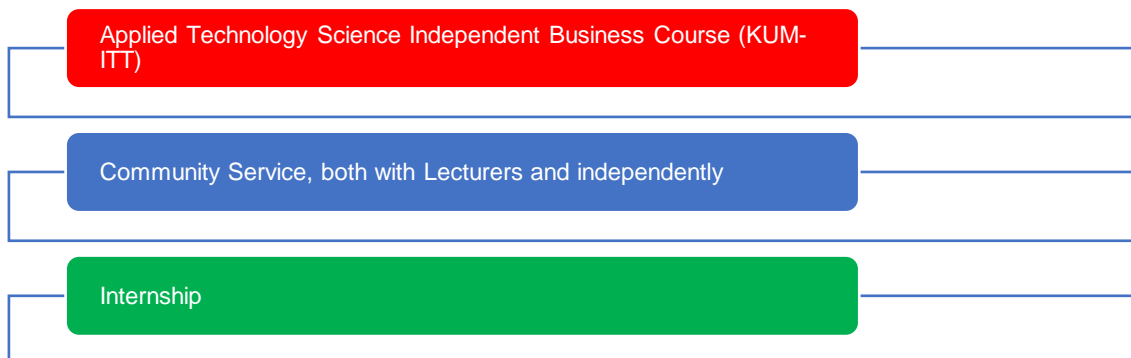 Applied Technology Science Independent Business Course (KUM-
ITT)
Community Service, both with Lecturers and independently
Internship